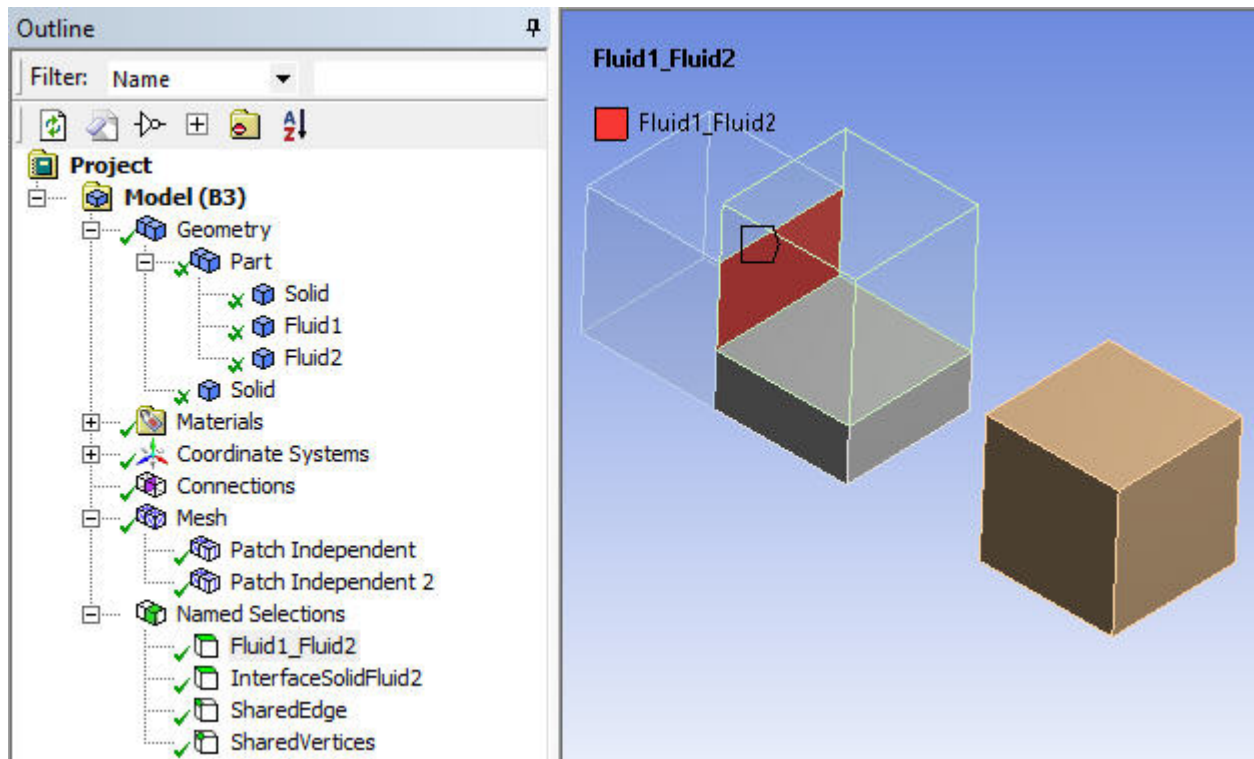 Outline
Filter: Name
Project
Model (B3)
Geometry
Part
Solid
Fluid1
Fluid2
Solid
Materials
Coordinate Systems
Connections
Mesh
Patch Independent
Patch Independent 2
Named Selections
Fluid1_Fluid2
InterfaceSolidFluid2
SharedEdge
SharedVertices
Fluid1_Fluid2
Fluid1_Fluid2